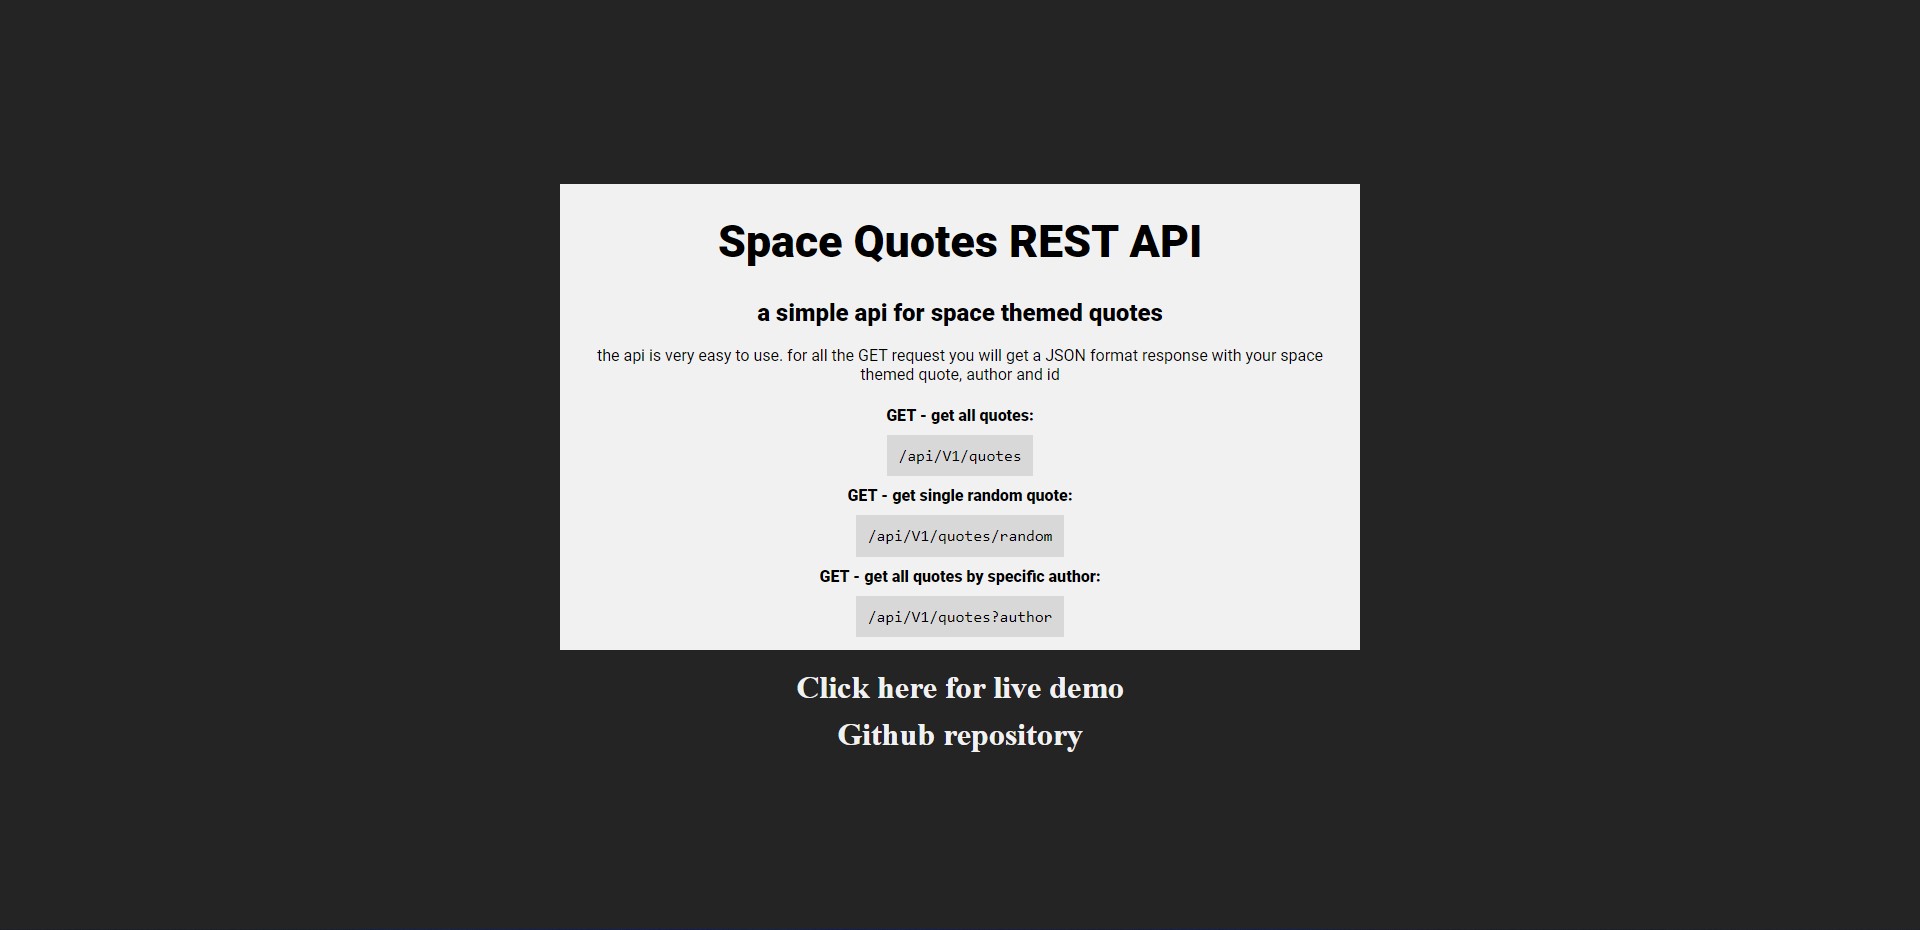 Space Quotes REST API
a simple api for space themed quotes
the api is very easy to use. for all the GET request you will get a JSON format response with your space
themed quote, author and id
GET - get all quotes:
/api/V1/quotes
GET - get single random quote:
/api/V1/quotes/random
GET - get all quotes by specific author:
/api/V1/quotes?author
Click here for live demo
Github repository